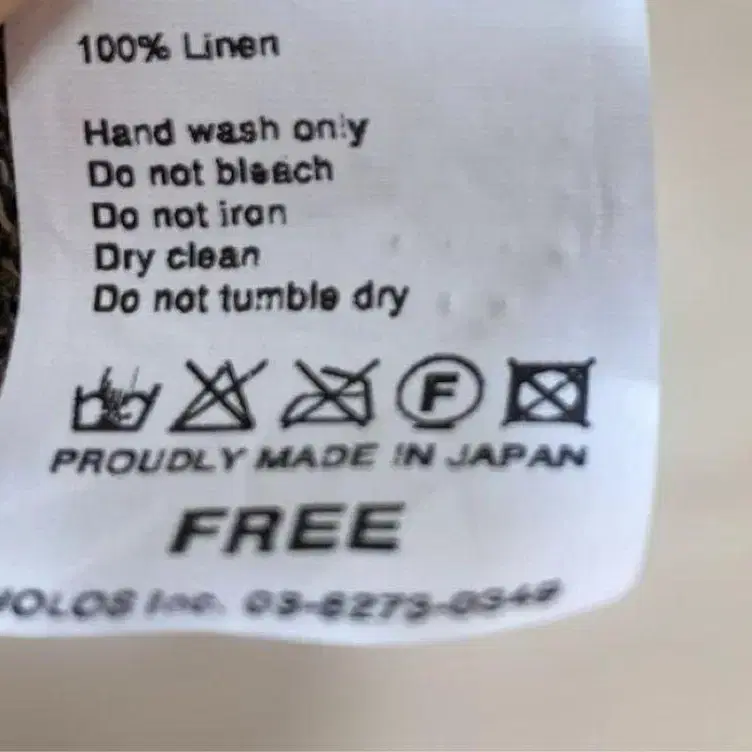 100% Linen
Hand wash only
Do not bleach
Do not iron
Dry clean
Do not tumble dry
F
PROUDLY MADE IN JAPAN
FREE
Inc.